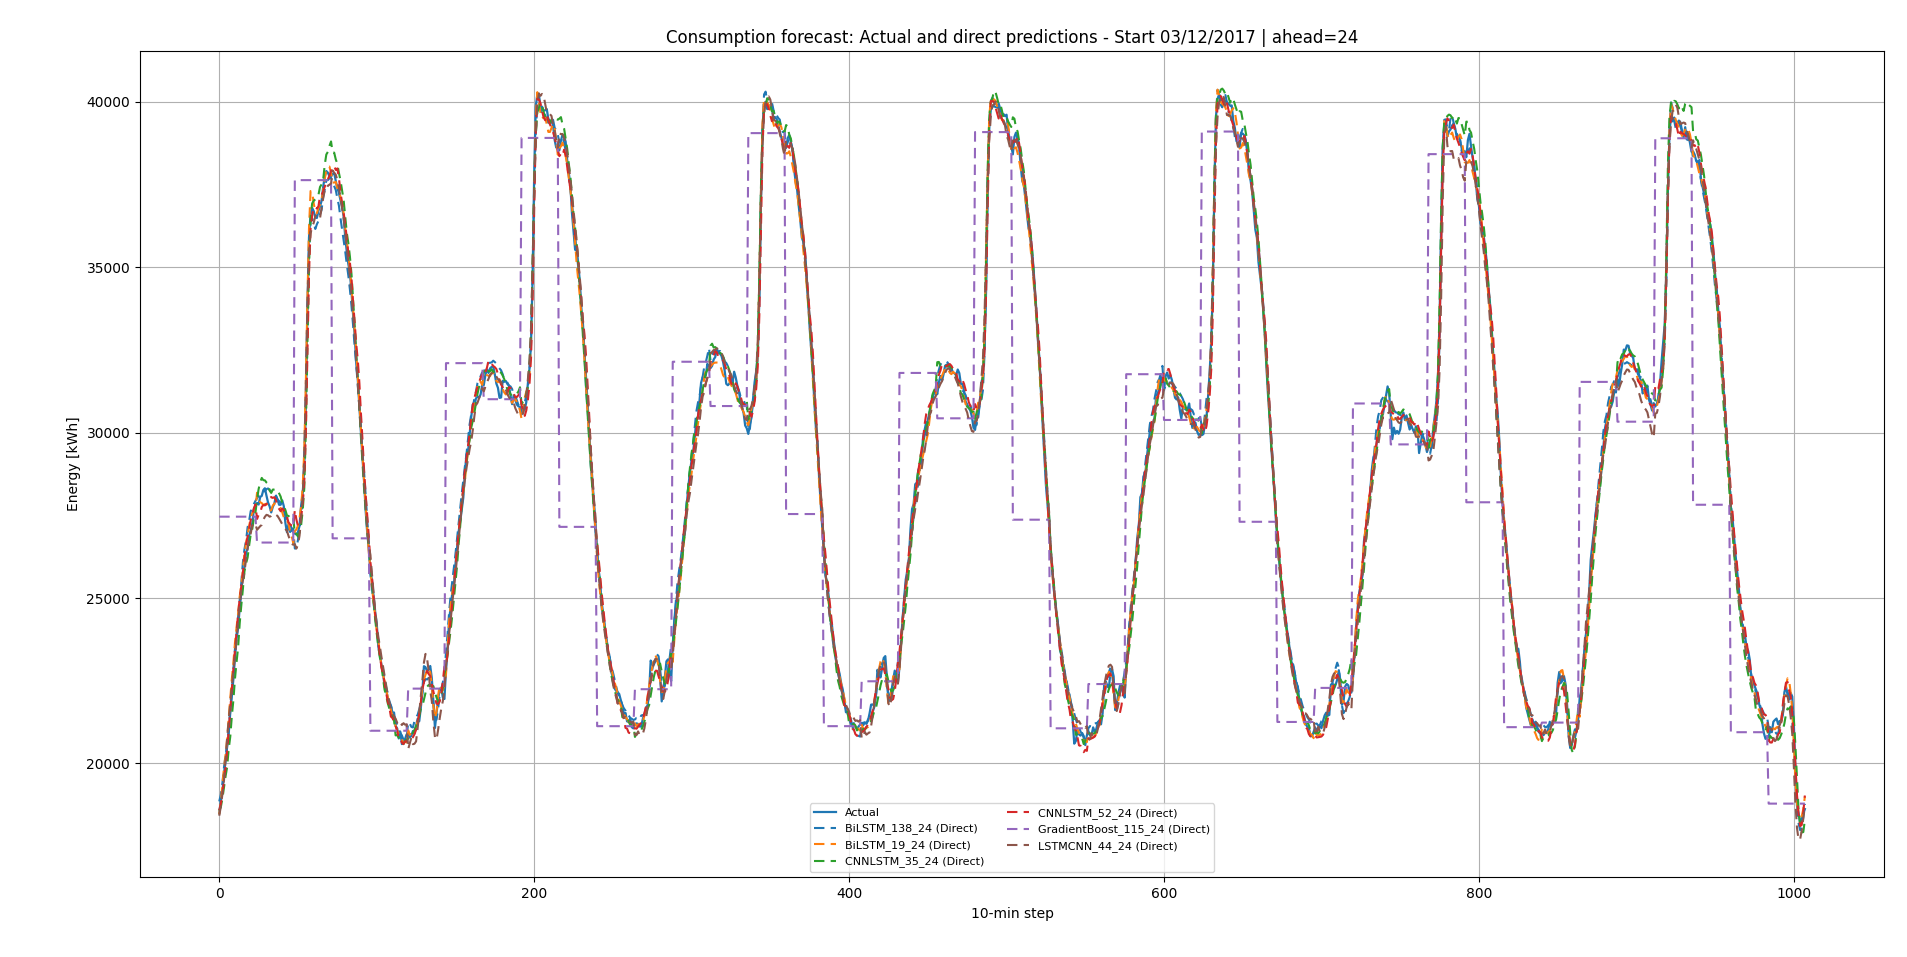 Consumption forecast: Actual and direct predictions - Start 03/12/2017 | ahead=24
Energy [kWh]
40000
35000
30000
25000
20000
0
200
400
600
800
1000
10-min step
Actual
BiLSTM_138_24 (Direct)
BiLSTM_19_24 (Direct)
CNNLSTM_35_24 (Direct)
CNNLSTM_52_24 (Direct)
GradientBoost_115_24 (Direct)
LSTMCNN_44_24 (Direct)